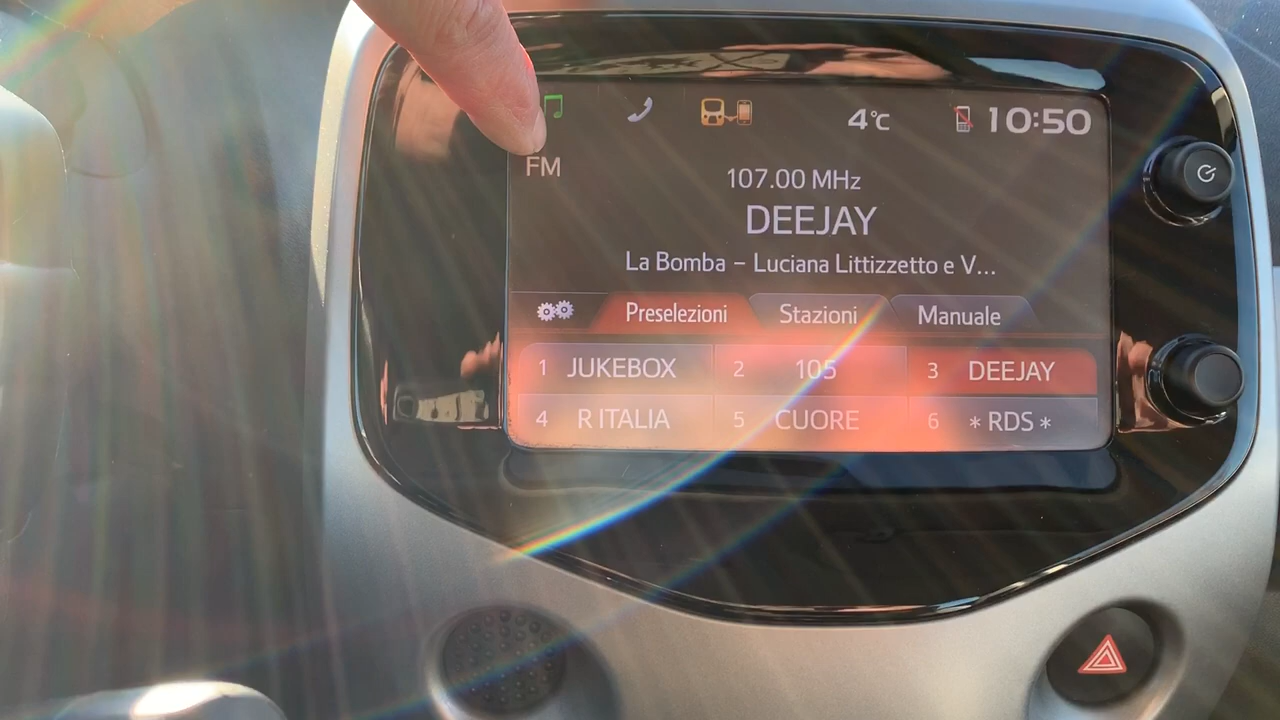 4°C 10:50
FM
107.00 MHz
DEEJAY
La Bomba – Luciana Littizzetto e V...
Preselezioni Stazioni Manuale
1 JUKEBOX 2 105 3 DEEJAY
4 R ITALIA 5 CUORE 6 * RDS *